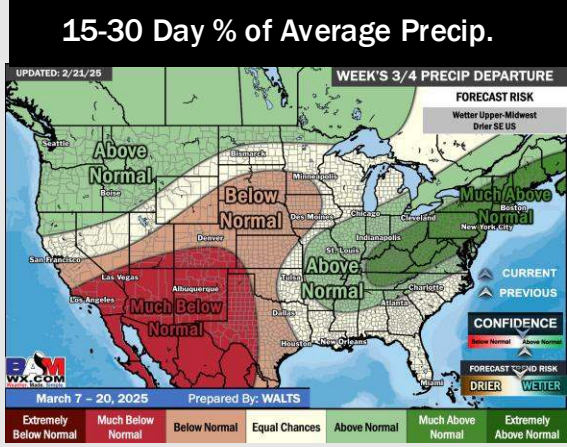 15-30 Day % of Average Precip.
UPDATED: 2/21/25
WEEK'S 3/4 PRECIP DEPARTURE
FORECAST RISK
Wetter Upper-Midwest
Drier SE US
Seattle
Above
Normal
Boise
Bismarck
Minneapolis
Below
Normal
Des Moines
Chicago
Cleveland
Much Above
Normal
Boston
New York City
San Francisco
Denver
Indianapolis
St. Louis
Above
Normal
Las Vegas
Los Angeles
Albuquerque
Much Below
Normal
Tulsa
Dallas
Charlotte
Atlanta
Houston
New Orleans
Miami
CURRENT
PREVIOUS
CONFIDENCE
Below Normal
Above Normal
FORECAST TREND RISK
DRIER
WETTER
BAM
WX.COM
Weather. Made. Simple.
March 7 – 20, 2025
Prepared By: WALTS
Extremely
Below Normal
Much Below
Normal
Below Normal
Equal Chances
Above Normal
Much Above
Normal
Extremely
Above Normal